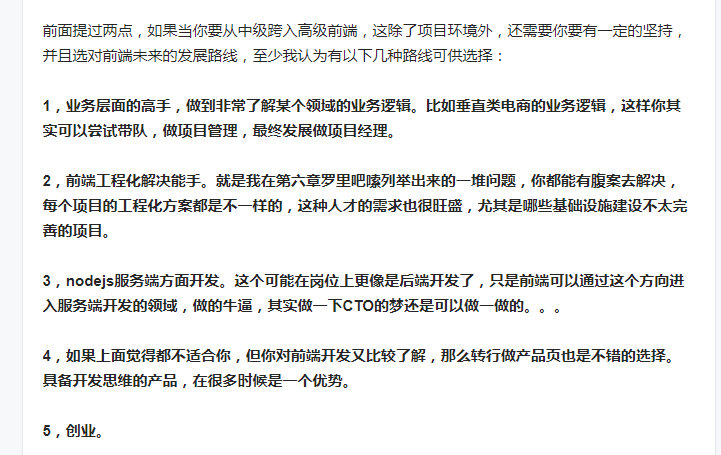 前面提过两点，如果当你要从中级跨入高级前端，这除了项目环境外，还需要你要有一定的坚持，
并且选对前端未来的发展路线，至少我认为有以下几种路线可供选择：
1，业务层面的高手，做到非常了解某个领域的业务逻辑。比如垂直类电商的业务逻辑，这样你其
实可以尝试带队，做项目管理，最终发展做项目经理。
2，前端工程化解决能手。就是我在第六章罗里吧嗦列举出来的一堆问题，你都能有腹案去解决，
每个项目的工程化方案都是不一样的，这种人才的需求也很旺盛，尤其是哪些基础设施建设不太完
善的项目。
3，nodejs服务端方面开发。这个可能在岗位上更像是后端开发了，只是前端可以通过这个方向进
入服务端开发的领域，做的牛逼，其实做一下CTO的梦还是可以做一做的。。。
4，如果上面觉得都不适合你，但你对前端开发又比较了解，那么转行做产品页也是不错的选择。
具备开发思维的产品，在很多时候是一个优势。
5，创业。